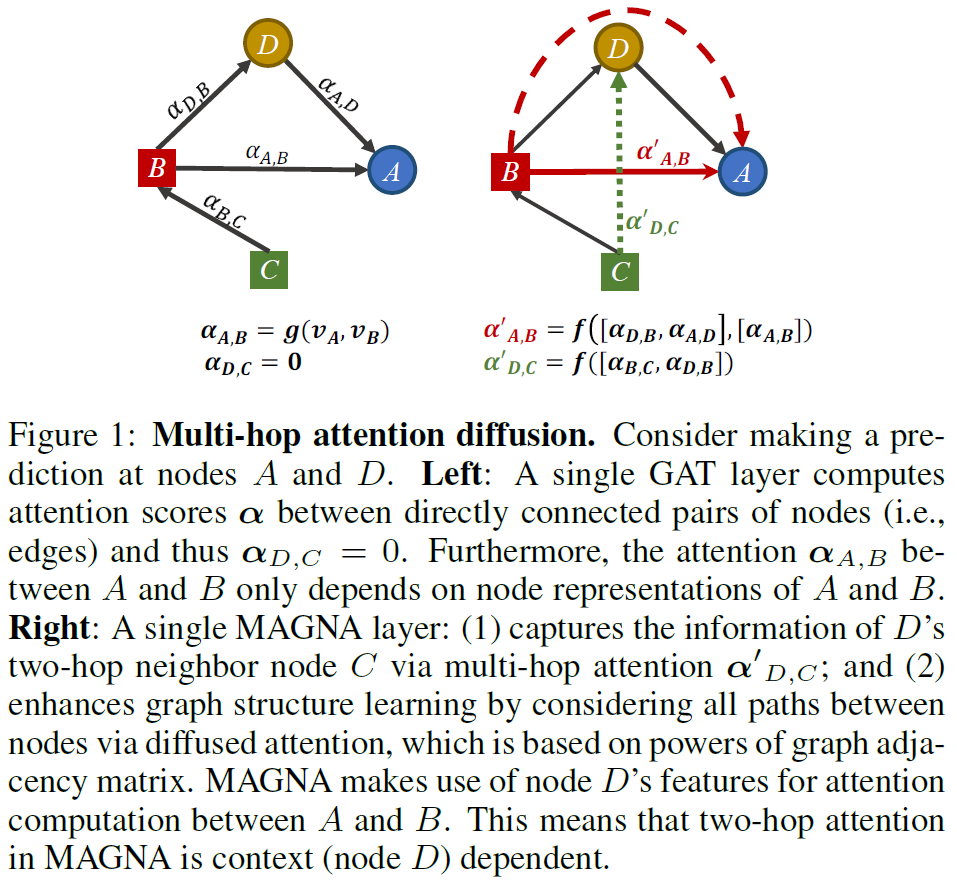 D D
α_{D,B} α_{A,D}
B α_{A,B} A B α'_{A,B} A
α_{B,C} α'_{D,C}
C C
α_{A,B} = g(v_A, v_B) α'_{A,B} = f([α_{D,B}, α_{A,D}], [α_{A,B}])
α_{D,C} = 0 α'_{D,C} = f([α_{B,C}, α_{D,B}])
Figure 1: Multi-hop attention diffusion. Consider making a pre-
diction at nodes A and D. Left: A single GAT layer computes
attention scores α between directly connected pairs of nodes (i.e.,
edges) and thus α_{D,C} = 0. Furthermore, the attention α_{A,B} be-
tween A and B only depends on node representations of A and B.
Right: A single MAGNA layer: (1) captures the information of D's
two-hop neighbor node C via multi-hop attention α'_{D,C}; and (2)
enhances graph structure learning by considering all paths between
nodes via diffused attention, which is based on powers of graph adja-
cency matrix. MAGNA makes use of node D's features for attention
computation between A and B. This means that two-hop attention
in MAGNA is context (node D) dependent.